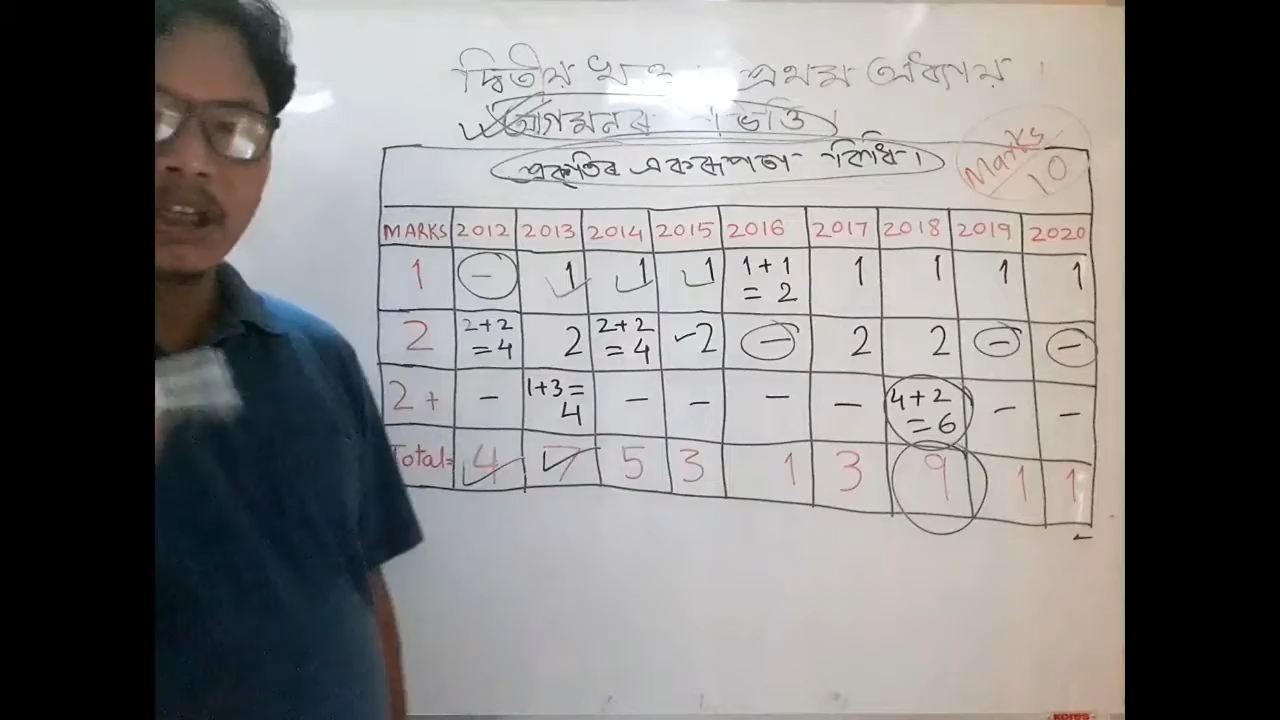 দ্বিতীয় খণ্ড : প্ৰথম অধ্যায় ।
আগমনৰ ভিত্তি ।
প্ৰকৃতিৰ একৰূপতা বিধি ।
Marks
10
MARKS 2012 2013 2014 2015 2016 2017 2018 2019 2020
1 – 1 1 1 1+1 = 2 1 1 1 1
2 2+2 = 4 2 2+2 = 4 2 – 2 2 – –
2+ – 1+3 = 4 – – – – 4+2 = 6 – –
Total= 4 7 5 3 1 3 9 1 1
KORES